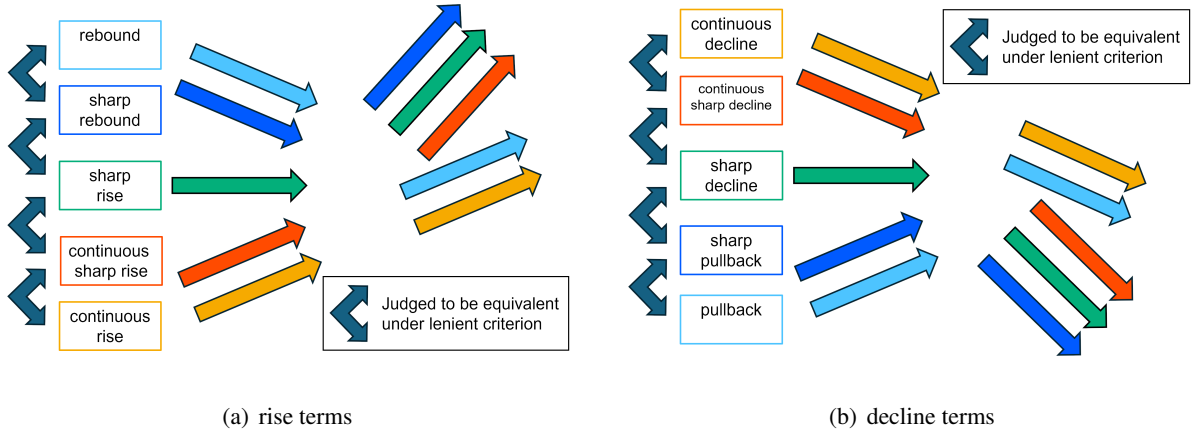 rebound
sharp
rebound
sharp
rise
continuous
sharp rise
continuous
rise
Judged to be equivalent
under lenient criterion
(a) rise terms
continuous
decline
continuous
sharp decline
sharp
decline
sharp
pullback
pullback
Judged to be equivalent
under lenient criterion
(b) decline terms